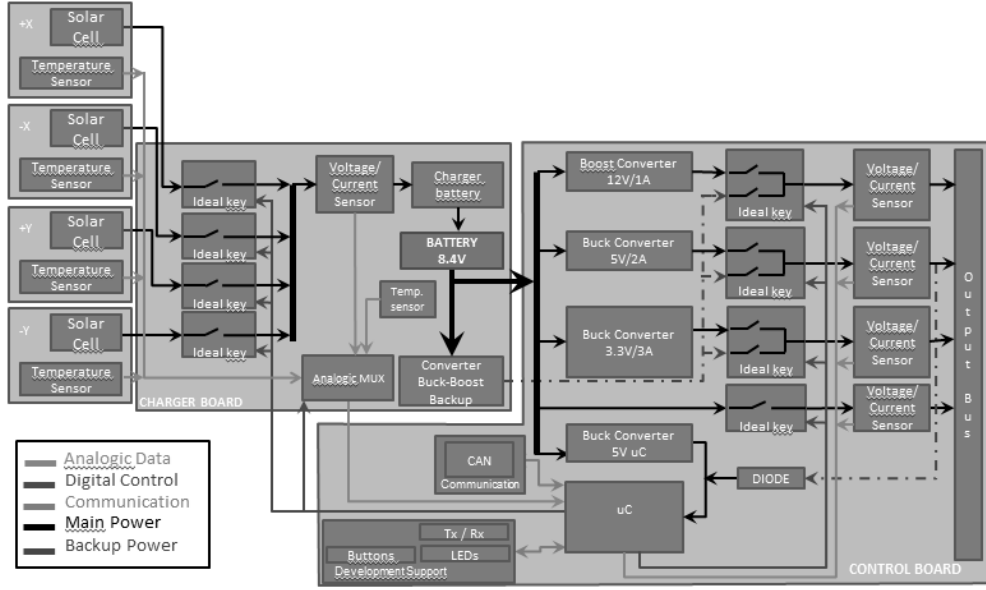 +X
Solar
Cell
Temperature
Sensor
-X
Solar
Cell
Temperature
Sensor
+Y
Solar
Cell
Temperature
Sensor
-Y
Solar
Cell
Temperature
Sensor
Ideal key
Ideal key
Ideal key
Ideal key
Voltage/
Current
Sensor
Charger
battery
BATTERY
8.4V
Temp.
sensor
Analogic MUX
Converter
Buck-Boost
Backup
CHARGER BOARD
Boost Converter
12V/1A
Ideal key
Voltage/
Current
Sensor
Buck Converter
5V/2A
Ideal key
Voltage/
Current
Sensor
Buck Converter
3.3V/3A
Ideal key
Voltage/
Current
Sensor
Ideal key
Voltage/
Current
Sensor
Buck Converter
5V uC
DIODE
Output Bus
CAN
Communication
uC
Tx / Rx
Buttons
LEDs
Development Support
CONTROL BOARD
Analogic Data
Digital Control
Communication
Main Power
Backup Power